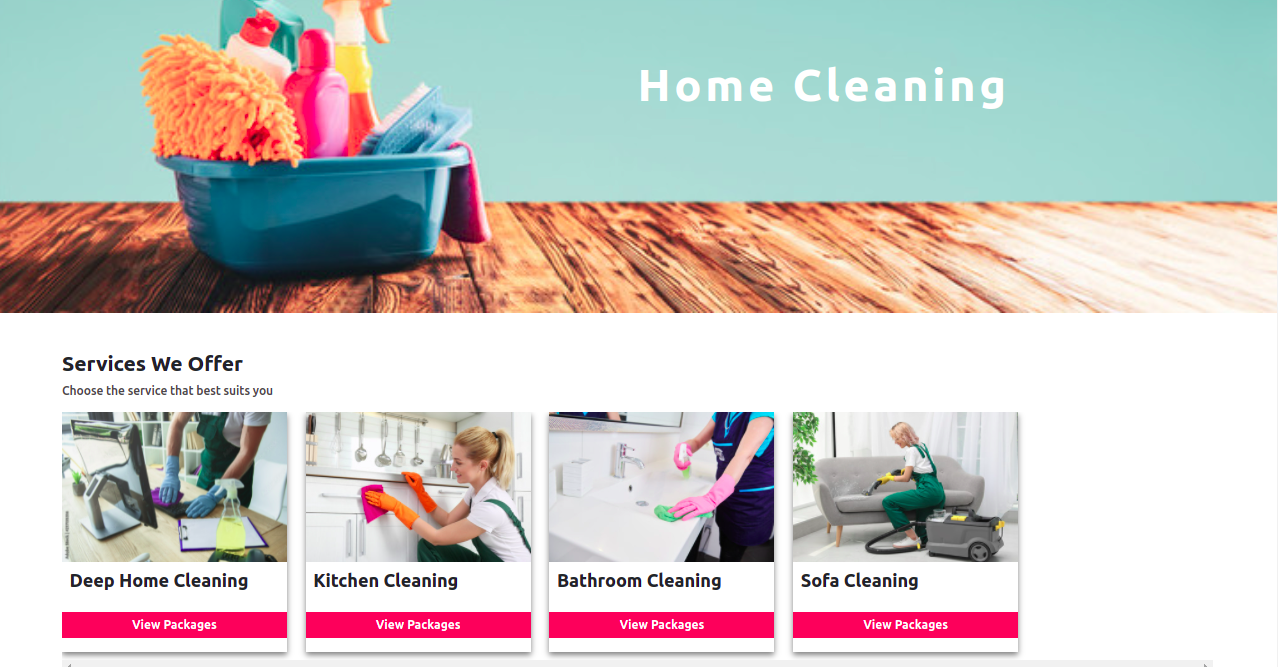 Home Cleaning
Services We Offer
Choose the service that best suits you
Deep Home Cleaning
Kitchen Cleaning
Bathroom Cleaning
Sofa Cleaning
View Packages
View Packages
View Packages
View Packages